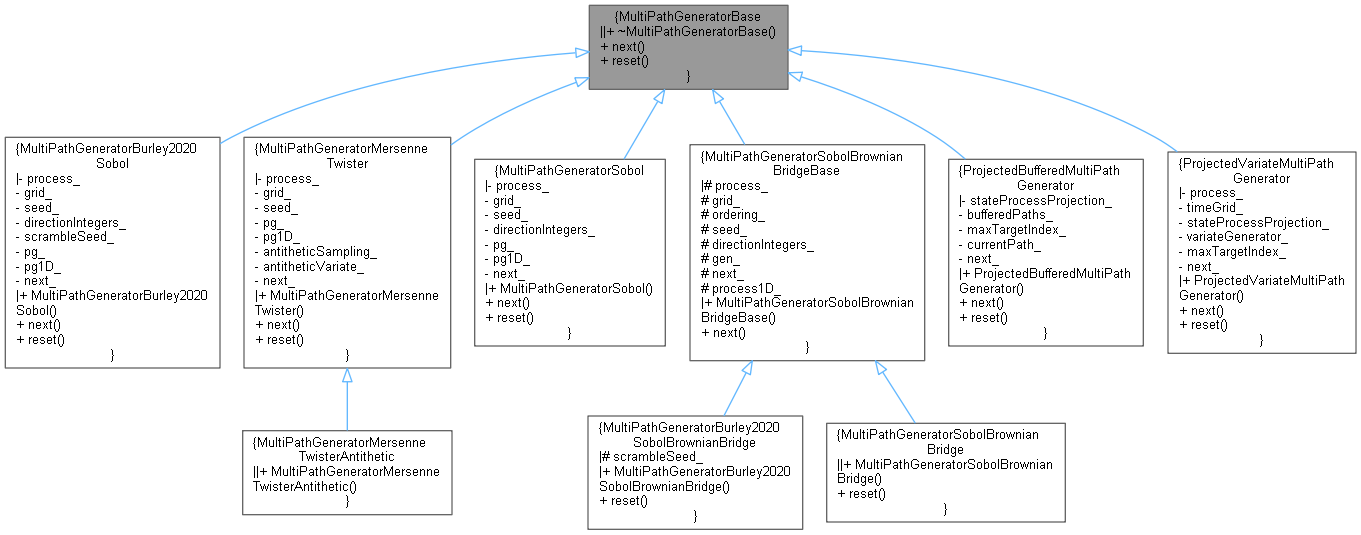 {MultiPathGeneratorBase
||+ ~MultiPathGeneratorBase()
+ next()
+ reset()
}
{MultiPathGeneratorBurley2020
Sobol
|- process_
- grid_
- seed_
- directionIntegers_
- scrambleSeed_
- pg_
- pg1D_
- next_
|+ MultiPathGeneratorBurley2020
Sobol()
+ next()
+ reset()
}
{MultiPathGeneratorMersenne
Twister
|- process_
- grid_
- seed_
- pg_
- pg1D_
- antitheticSampling_
- antitheticVariate_
- next_
|+ MultiPathGeneratorMersenne
Twister()
+ next()
+ reset()
}
{MultiPathGeneratorSobol
|- process_
- grid_
- seed_
- directionIntegers_
- pg_
- pg1D_
- next_
|+ MultiPathGeneratorSobol()
+ next()
+ reset()
}
{MultiPathGeneratorSobolBrownian
BridgeBase
|# process_
# grid_
# ordering_
# seed_
# directionIntegers_
# gen_
# next_
# process1D_
|+ MultiPathGeneratorSobolBrownian
BridgeBase()
+ next()
}
{ProjectedBufferedMultiPath
Generator
|- stateProcessProjection_
- bufferedPaths_
- maxTargetIndex_
- currentPath_
- next_
|+ ProjectedBufferedMultiPath
Generator()
+ next()
+ reset()
}
{ProjectedVariateMultiPath
Generator
|- process_
- timeGrid_
- stateProcessProjection_
- variateGenerator_
- maxTargetIndex_
- next_
|+ ProjectedVariateMultiPath
Generator()
+ next()
+ reset()
}
{MultiPathGeneratorMersenne
TwisterAntithetic
||+ MultiPathGeneratorMersenne
TwisterAntithetic()
}
{MultiPathGeneratorBurley2020
SobolBrownianBridge
|# scrambleSeed_
|+ MultiPathGeneratorBurley2020
SobolBrownianBridge()
+ reset()
}
{MultiPathGeneratorSobolBrownian
Bridge
||+ MultiPathGeneratorSobolBrownian
Bridge()
+ reset()
}